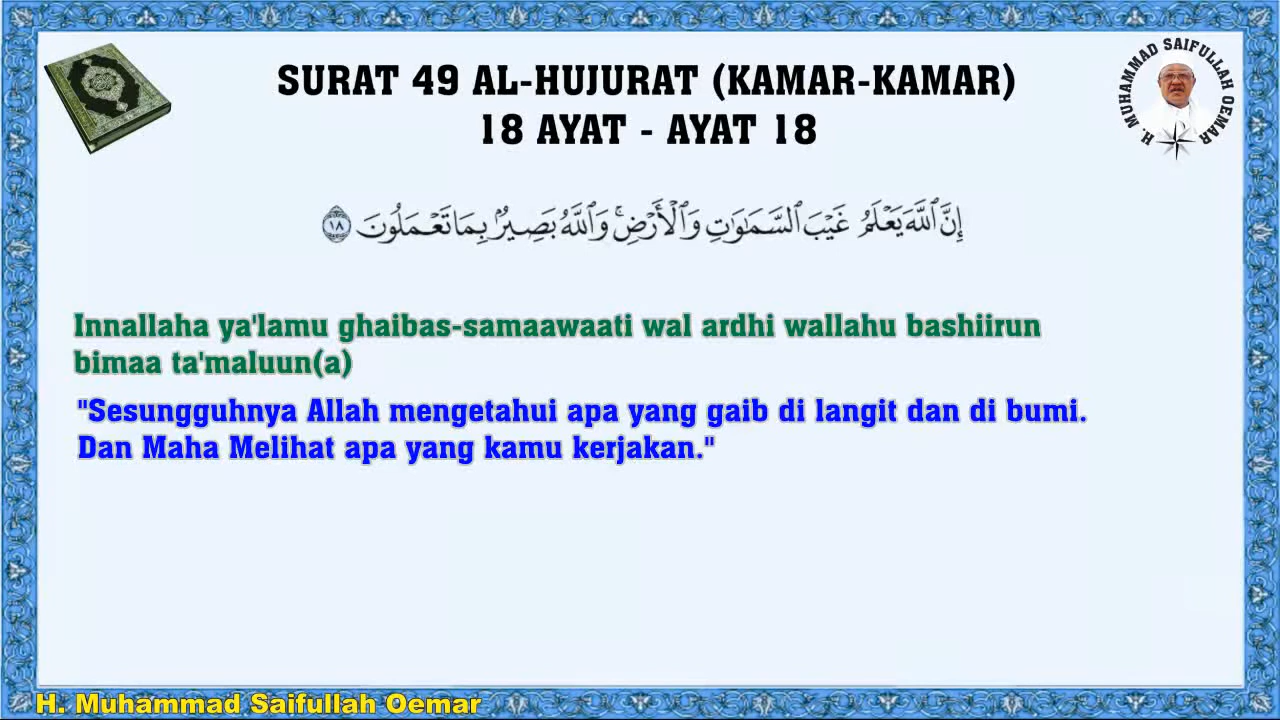 SURAT 49 AL-HUJURAT (KAMAR-KAMAR)
18 AYAT - AYAT 18
H. MUHAMMAD SAIFULLAH OEMAR
إِنَّ ٱللَّهَ يَعْلَمُ غَيْبَ ٱلسَّمَٰوَٰتِ وَٱلْأَرْضِ ۚ وَٱللَّهُ بَصِيرٌۢ بِمَا تَعْمَلُونَ ١٨
Innallaha ya'lamu ghaibas-samaawaati wal ardhi wallahu bashiirun
bimaa ta'maluun(a)
"Sesungguhnya Allah mengetahui apa yang gaib di langit dan di bumi.
Dan Maha Melihat apa yang kamu kerjakan."
H. Muhammad Saifullah Oemar